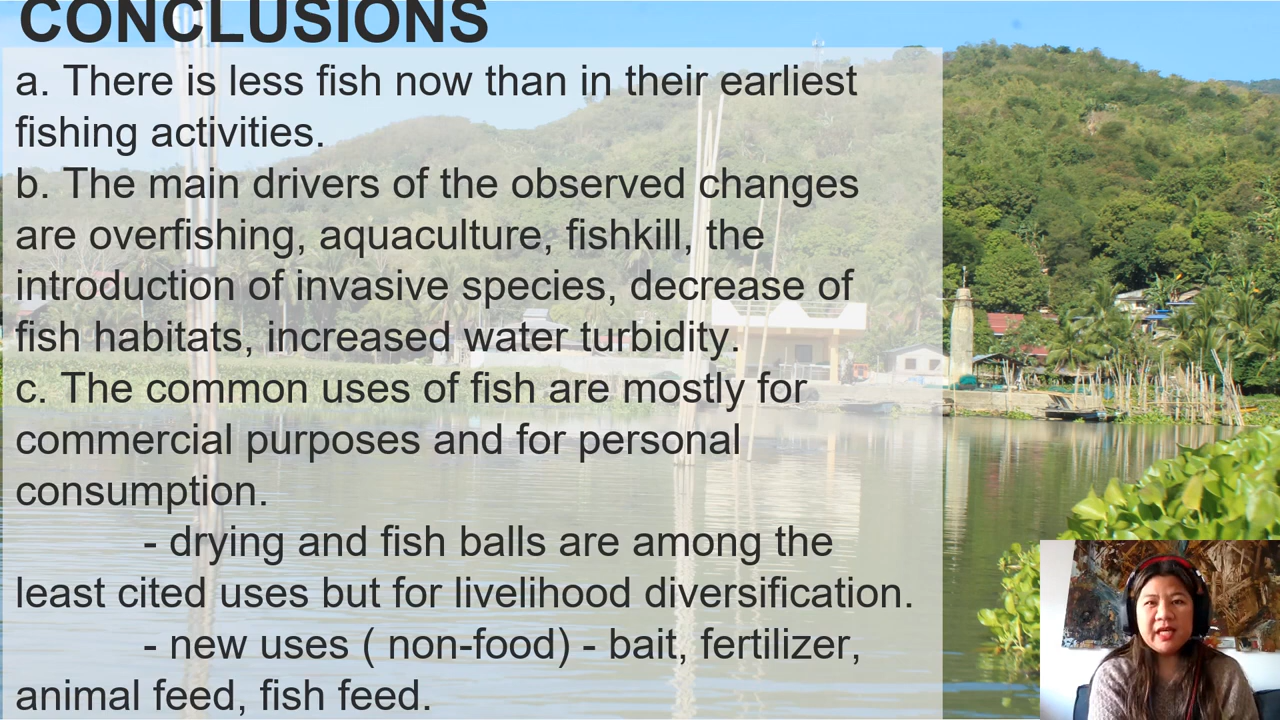 CONCLUSIONS
a. There is less fish now than in their earliest
fishing activities.
b. The main drivers of the observed changes
are overfishing, aquaculture, fishkill, the
introduction of invasive species, decrease of
fish habitats, increased water turbidity.
c. The common uses of fish are mostly for
commercial purposes and for personal
consumption.
- drying and fish balls are among the
least cited uses but for livelihood diversification.
- new uses ( non-food) - bait, fertilizer,
animal feed, fish feed.